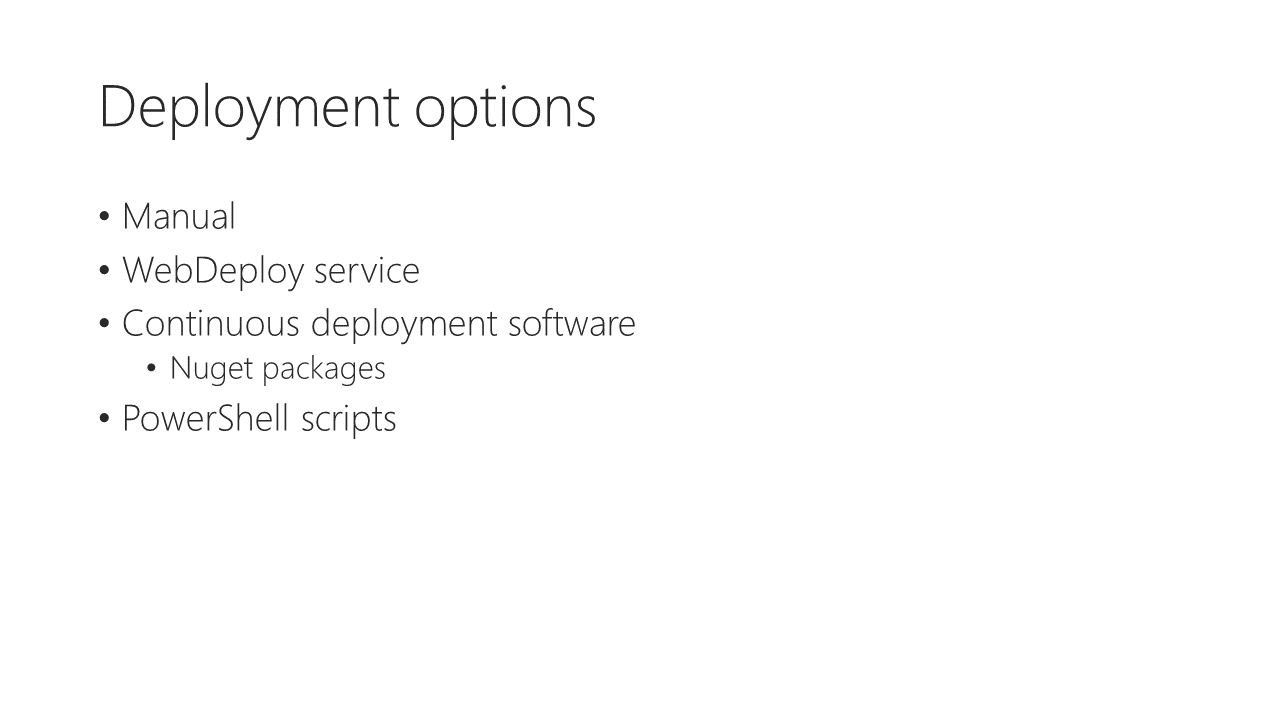 Deployment options
• Manual
• WebDeploy service
• Continuous deployment software
• Nuget packages
• PowerShell scripts